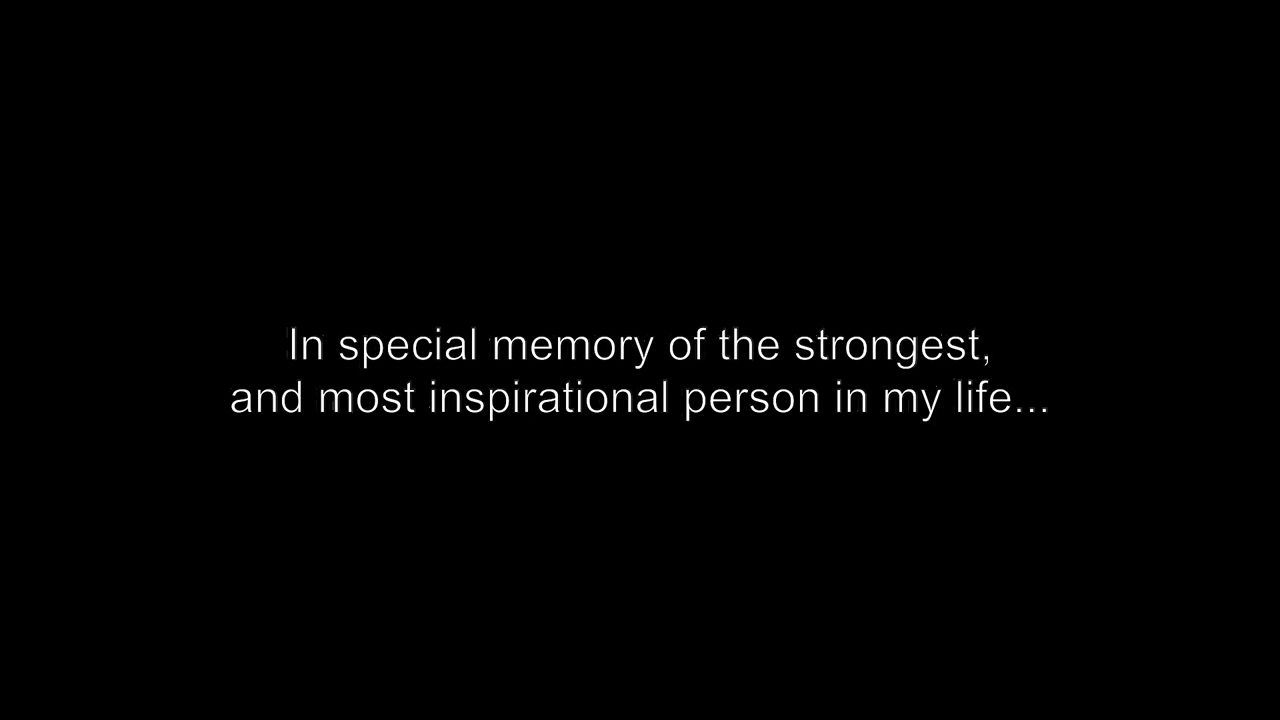 In special memory of the strongest,
and most inspirational person in my life...